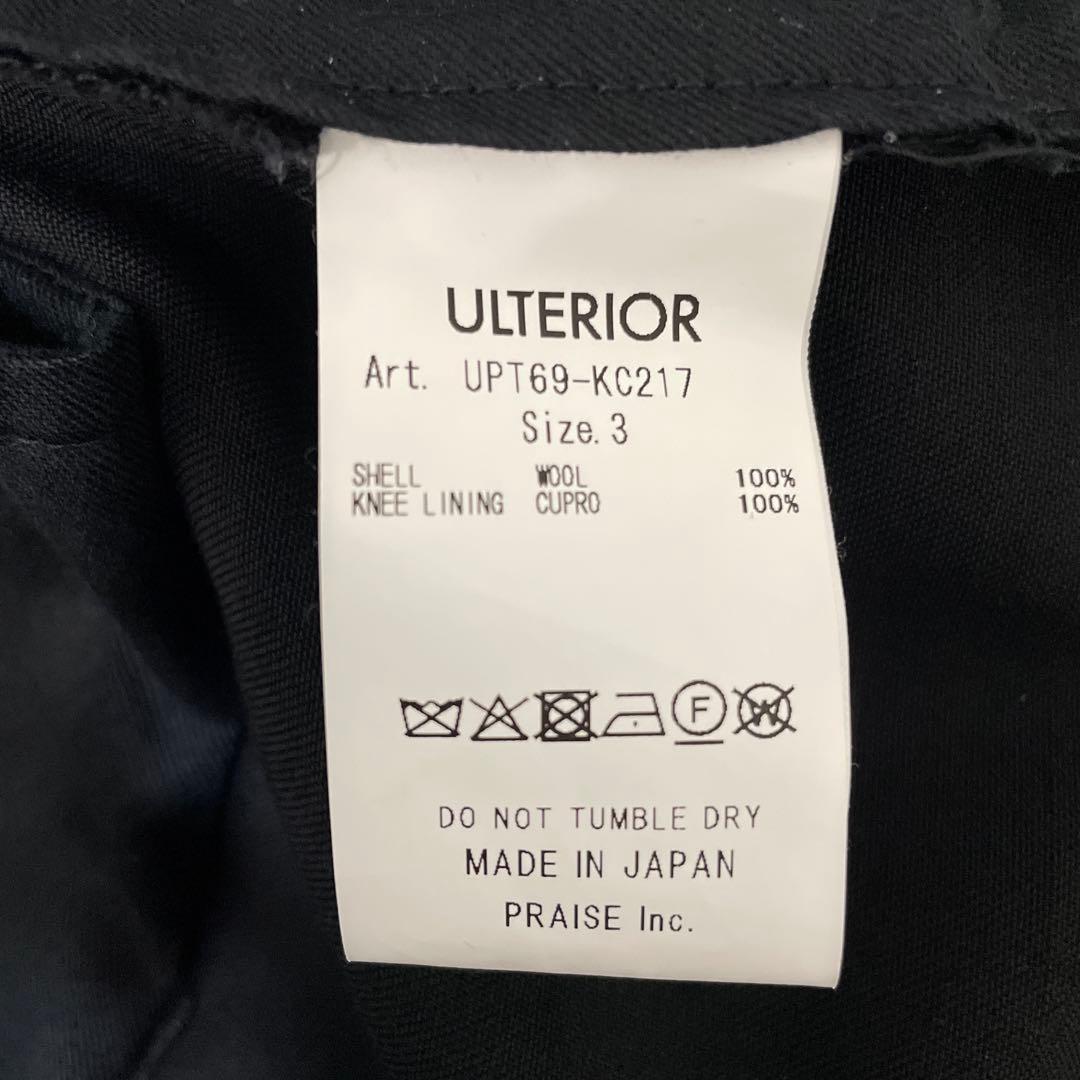 ULTERIOR
Art. UPT69-KC217
Size.3
SHELL WOOL 100%
KNEE LINING CUPRO 100%
F W
DO NOT TUMBLE DRY
MADE IN JAPAN
PRAISE Inc.